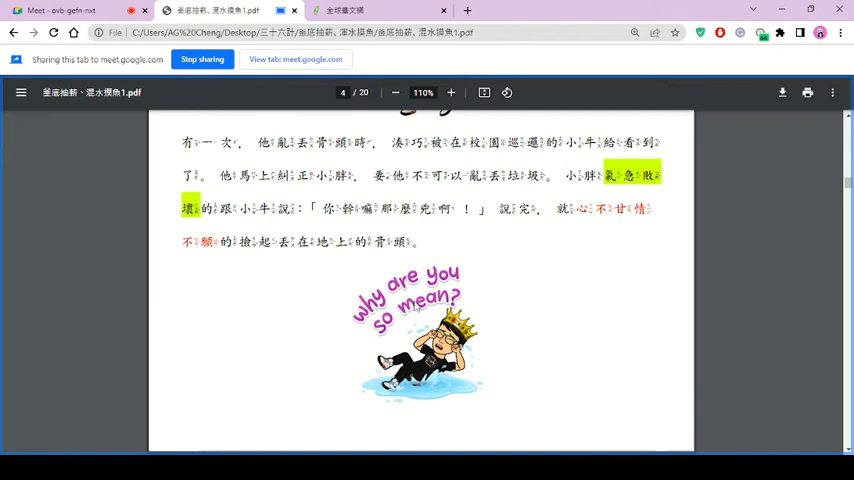 Meet - ovb-gefn-nxt
釜底抽薪、混水摸魚1.pdf
全球華文網
File | C:/Users/AG%20Cheng/Desktop/三十六計/釜底抽薪、渾水摸魚/釜底抽薪、混水摸魚1.pdf
Sharing this tab to meet.google.com
Stop sharing
View tab: meet.google.com
釜底抽薪、混水摸魚1.pdf
4 / 20
110%
有一次，他亂丟骨頭時，湊巧被在校園巡邏的小牛給看到
了。他馬上糾正小胖，要他不可以亂丟垃圾。小胖氣急敗
壞的跟小牛說：「你幹嘛那麼兇啊！」說完，就心不甘情
不願的撿起丟在地上的骨頭。
why are you
so mean?